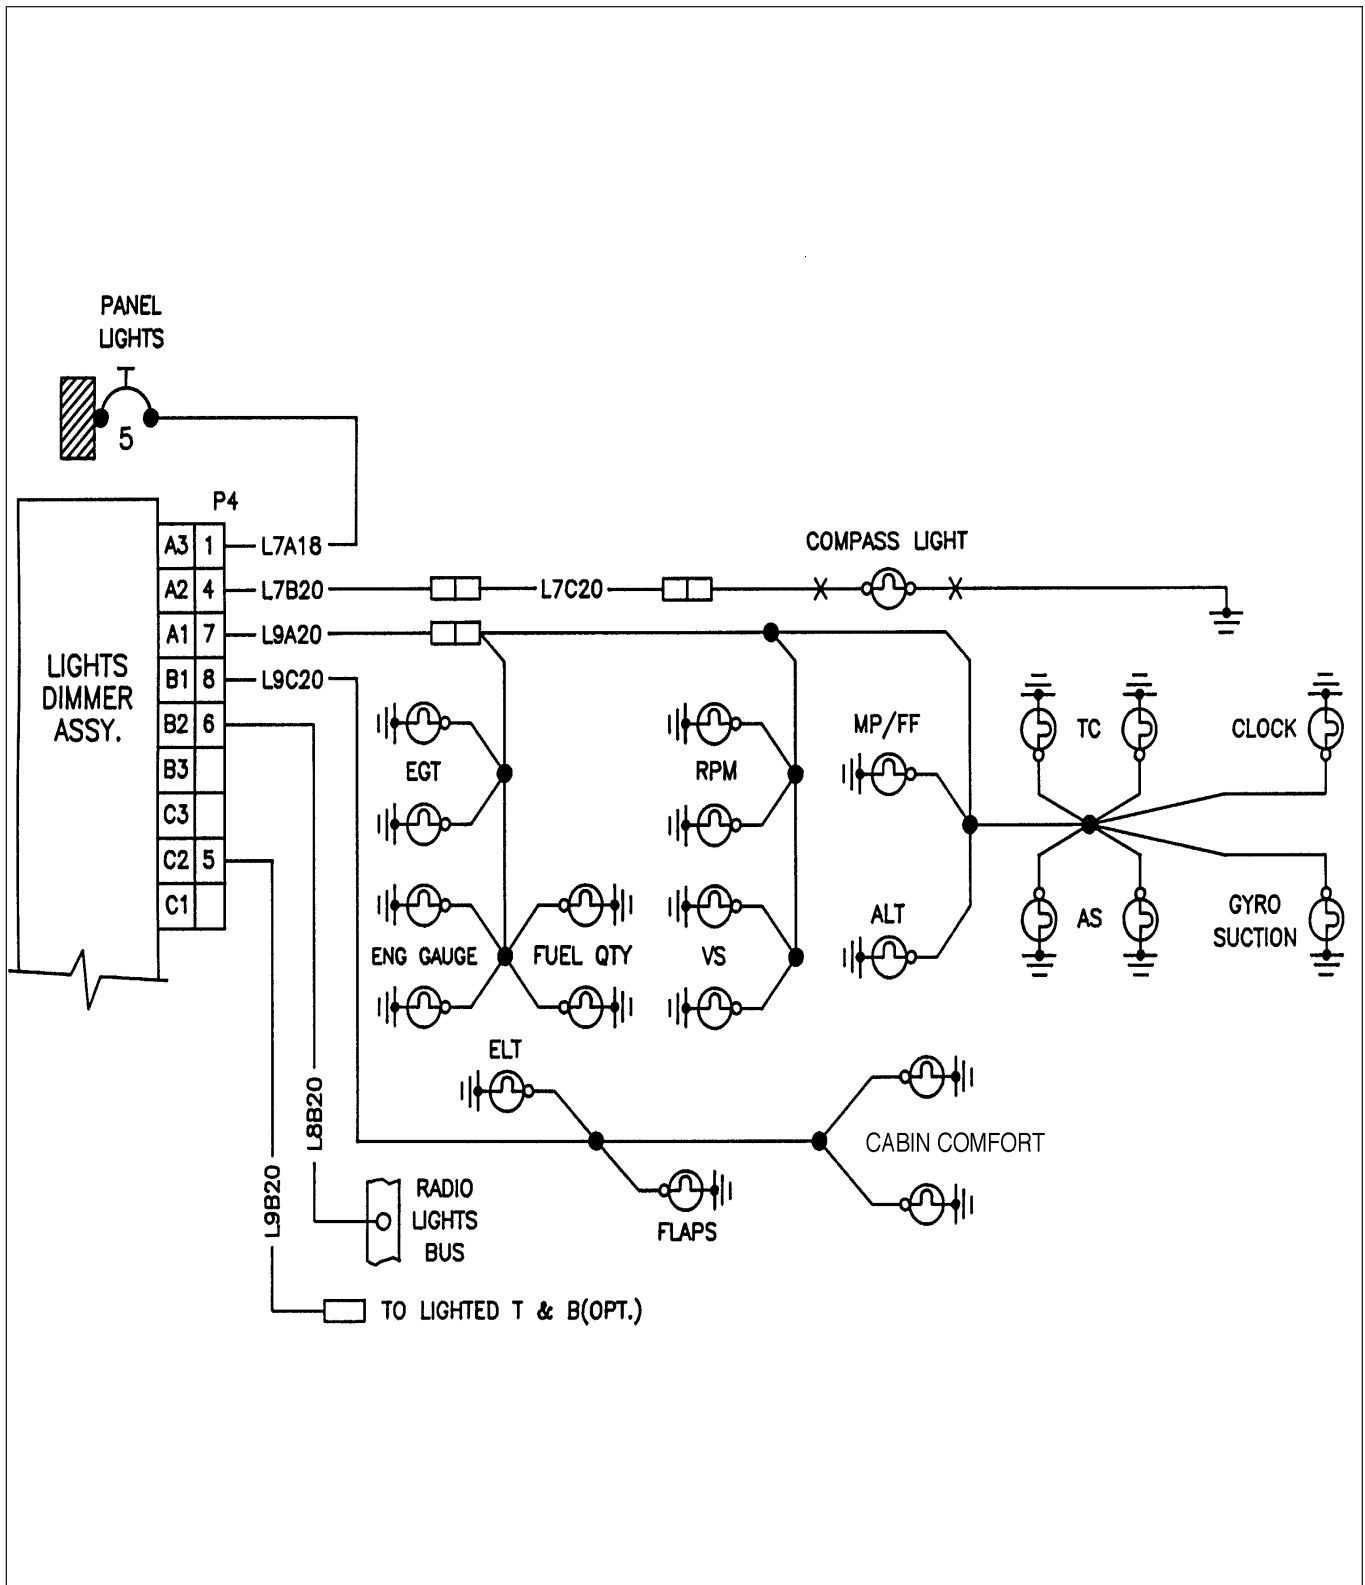 PANEL
LIGHTS
5
P4
A3 1 L7A18
COMPASS LIGHT
A2 4 L7B20 L7C20
A1 7 L9A20
B1 8 L9C20
B2 6
B3
C3
C2 5
C1
LIGHTS
DIMMER
ASSY.
EGT
RPM
MP/FF
TC
CLOCK
ENG GAUGE
FUEL QTY
VS
ALT
AS
GYRO
SUCTION
ELT
FLAPS
CABIN COMFORT
L8B20
L9B20
RADIO
LIGHTS
BUS
TO LIGHTED T & B(OPT.)